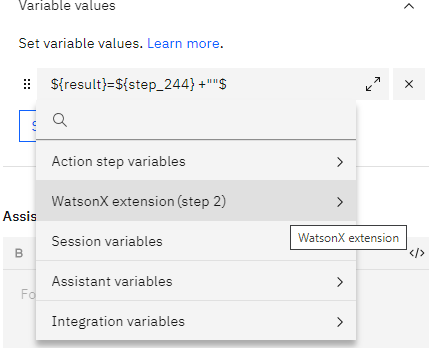 Variable values
Set variable values. Learn more.
${result}=${step_244} +""$
Action step variables
WatsonX extension (step 2)
Session variables
WatsonX extension
Assis
B
</>
Assistant variables
Fo
Integration variables